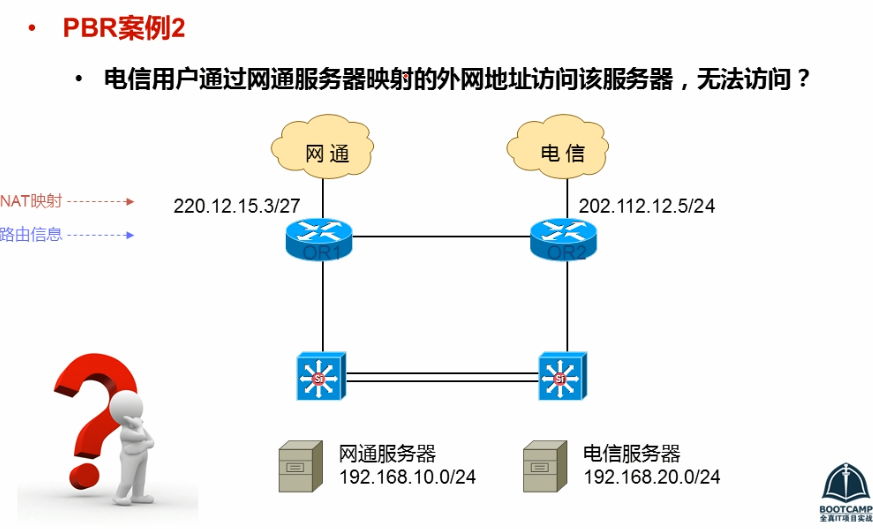 • PBR案例2
• 电信用户通过网通服务器映射的外网地址访问该服务器，无法访问？
网 通
电 信
NAT映射
220.12.15.3/27
202.112.12.5/24
路由信息
OR1
OR2
Si
Si
网通服务器
192.168.10.0/24
电信服务器
192.168.20.0/24
BOOTCAMP
全真IT项目实战